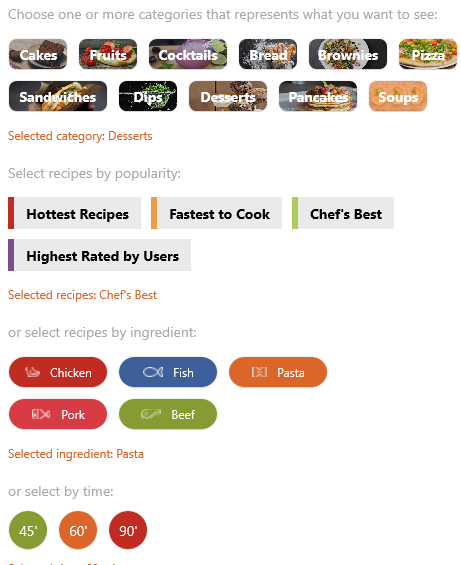 Choose one or more categories that represents what you want to see:
Cakes Fruits Cocktails Bread Brownies Pizza
Sandwiches Dips Desserts Pancakes Soups
Selected category: Desserts
Select recipes by popularity:
Hottest Recipes Fastest to Cook Chef's Best
Highest Rated by Users
Selected recipes: Chef's Best
or select recipes by ingredient:
Chicken Fish Pasta
Pork Beef
Selected ingredient: Pasta
or select by time:
45' 60' 90'